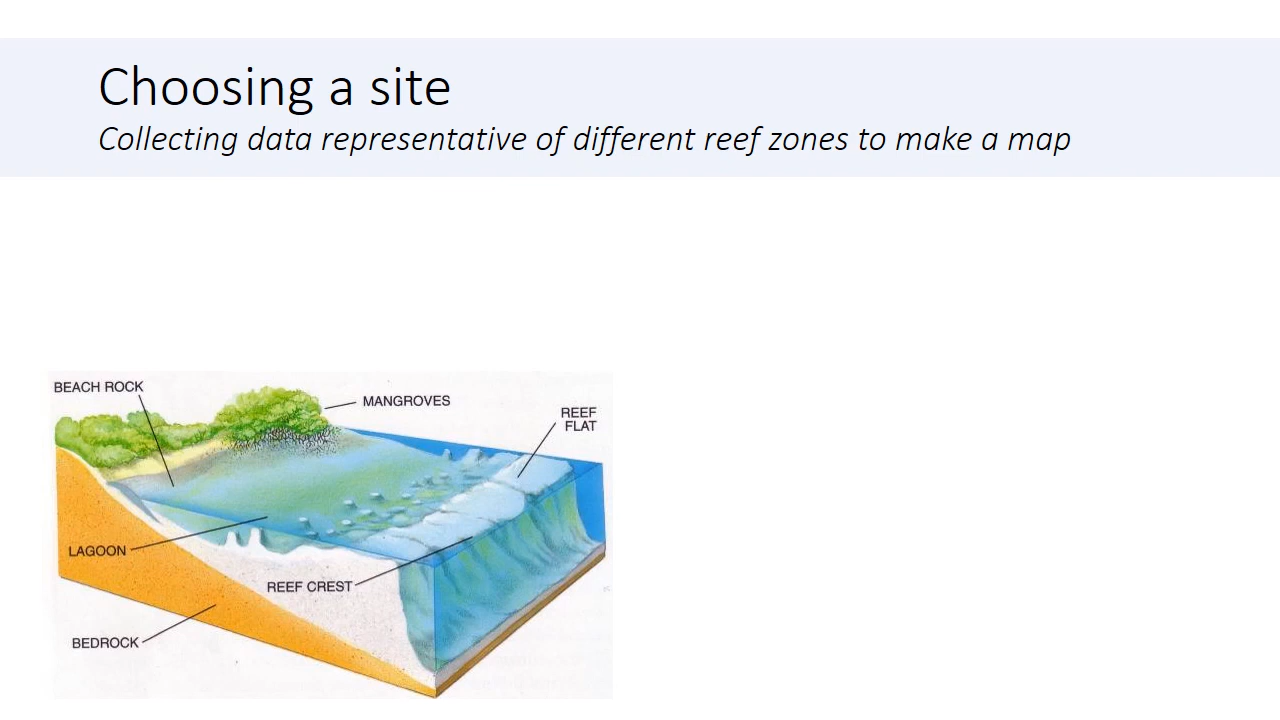 Choosing a site
Collecting data representative of different reef zones to make a map
BEACH ROCK
MANGROVES
REEF
FLAT
LAGOON
REEF CREST
BEDROCK